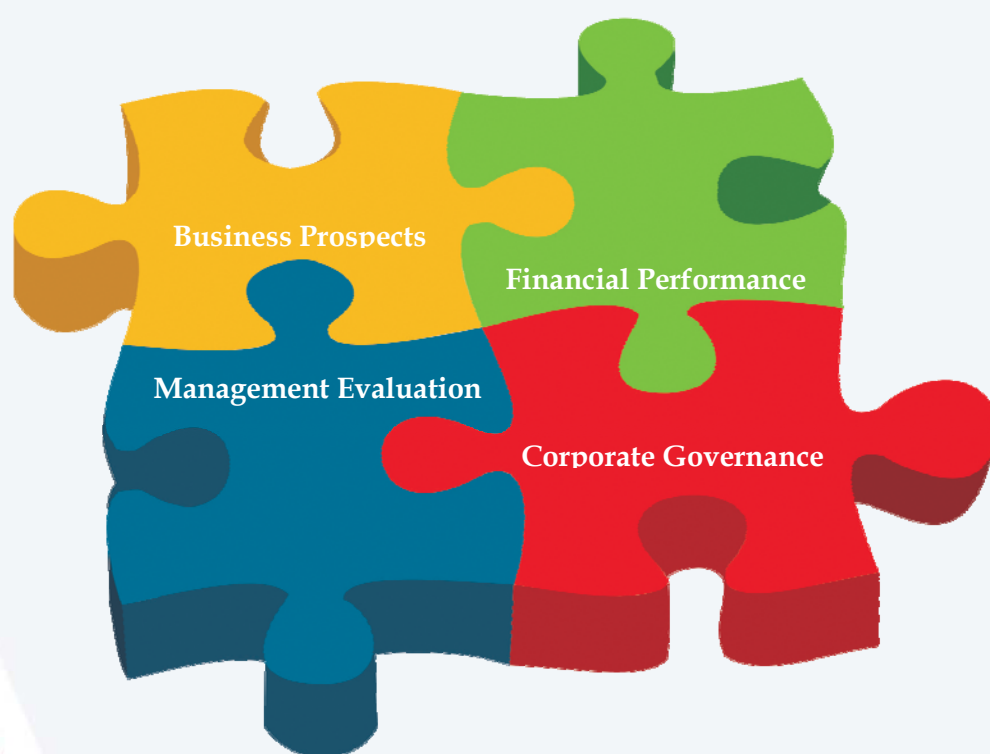 Business Prospects
Financial Performance
Management Evaluation
Corporate Governance